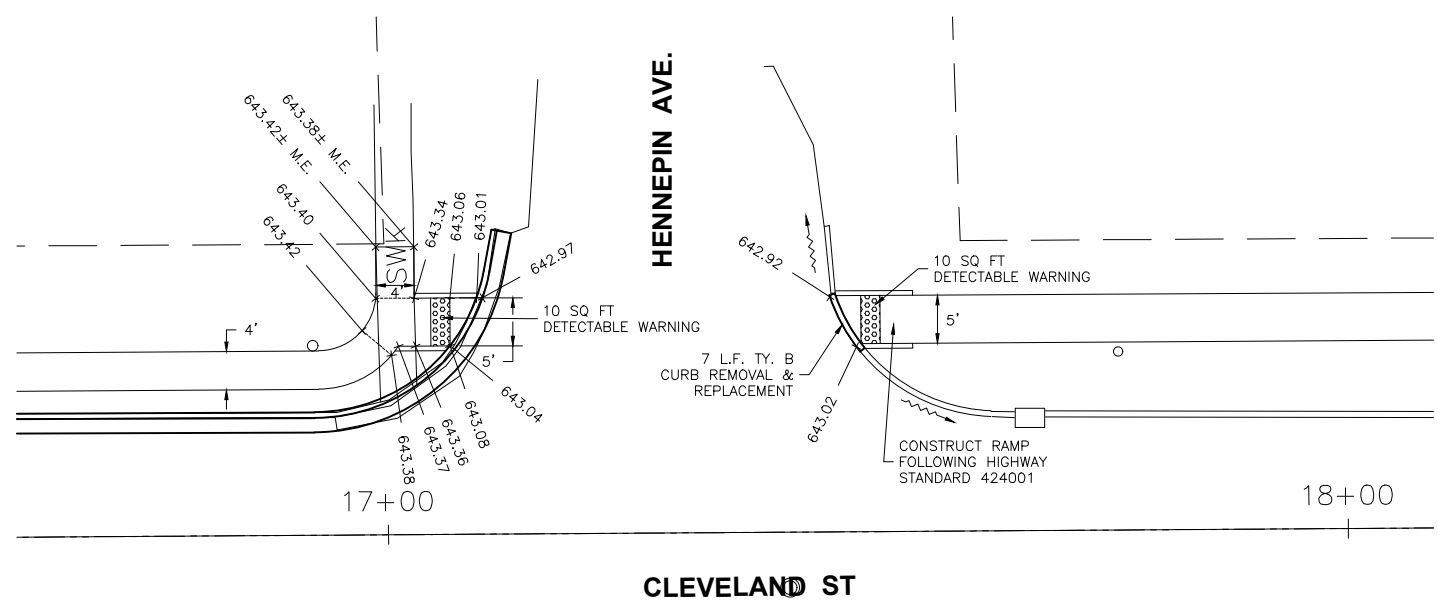 HENNEPIN AVE.
643.42± M.E.
643.38± M.E.
643.40
643.42
SWK
4'
643.34
643.06
643.01
642.97
10 SQ FT
DETECTABLE WARNING
5'
4'
643.04
643.08
643.36
643.37
643.38
642.92
10 SQ FT
DETECTABLE WARNING
5'
7 L.F. TY. B
CURB REMOVAL &
REPLACEMENT
643.02
CONSTRUCT RAMP
FOLLOWING HIGHWAY
STANDARD 424001
17+00
18+00
CLEVELAND ST